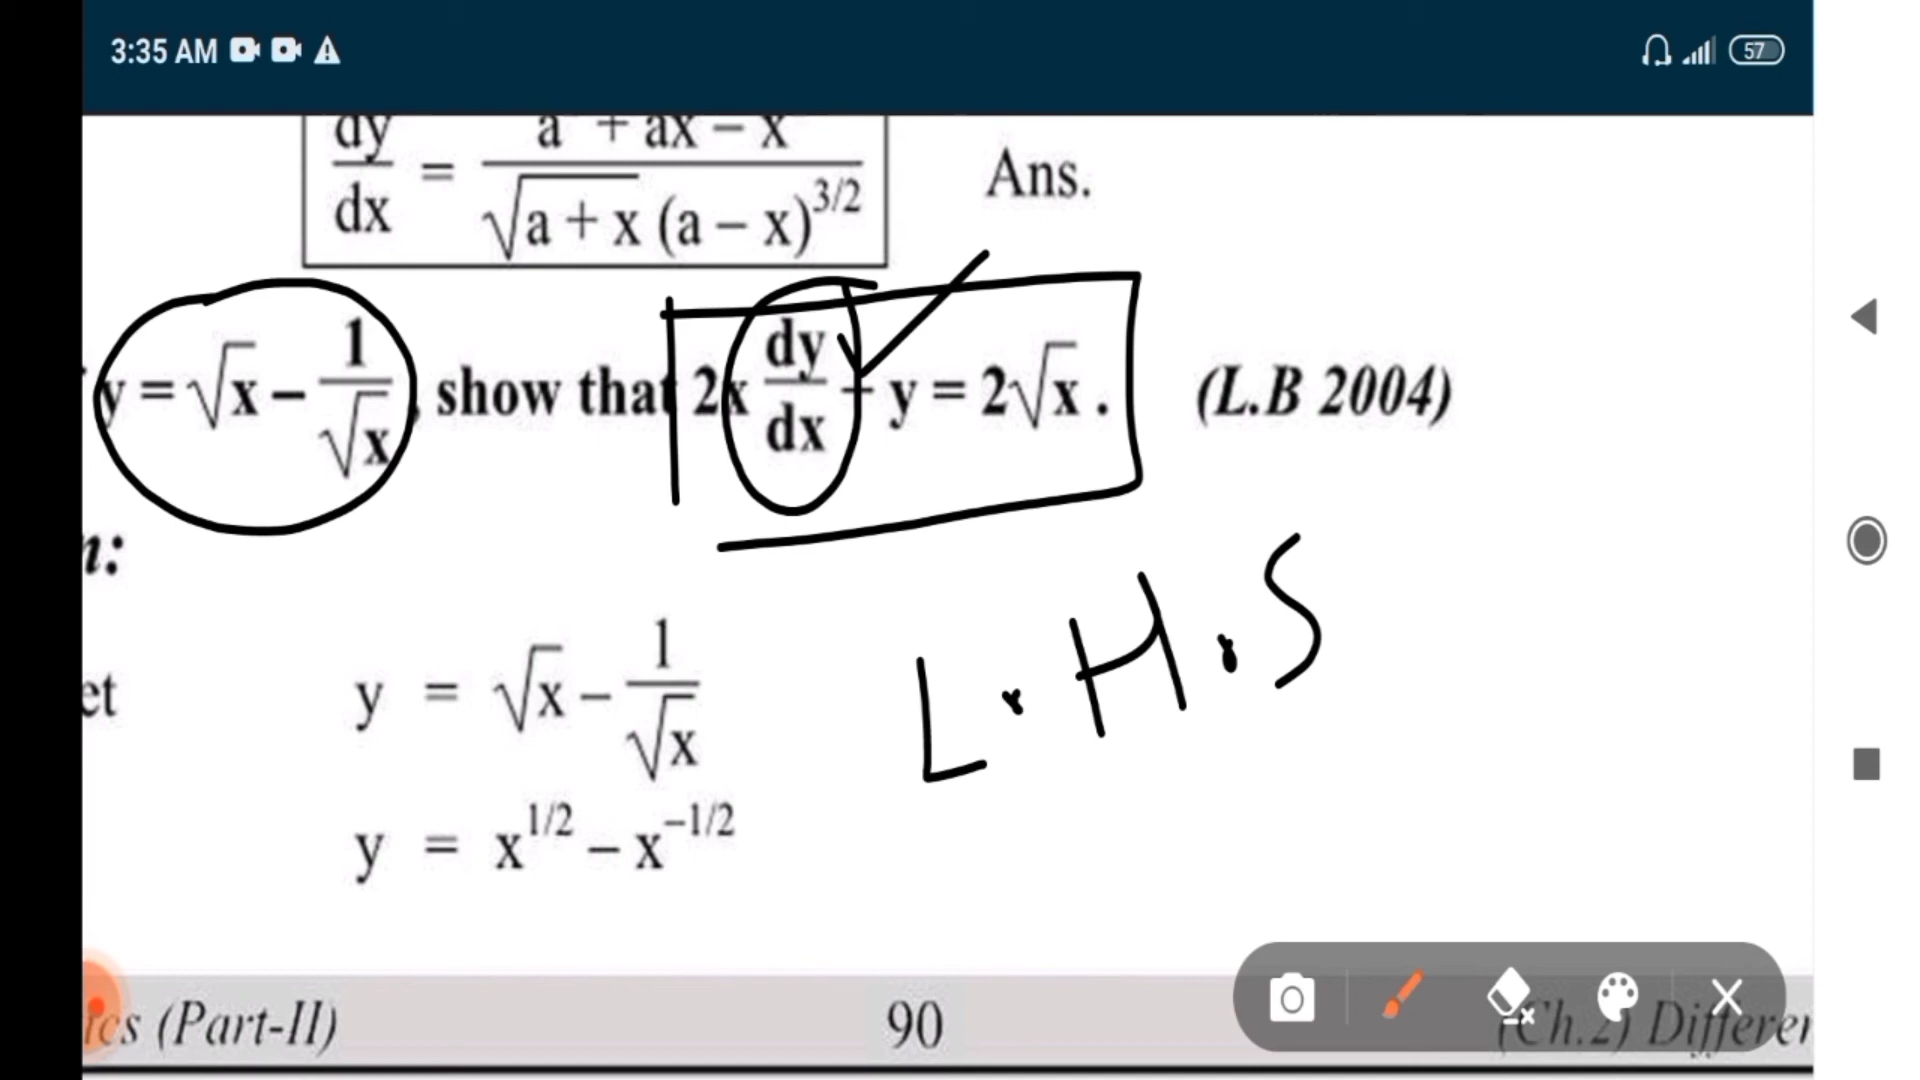 3:35 AM 57
dy/dx = a + ax – x / √a + x (a – x)^3/2 Ans.
y = √x – 1/√x, show that 2x dy/dx + y = 2√x . (L.B 2004)
n:
et y = √x – 1/√x
L.H.S
y = x^1/2 – x^–1/2
ics (Part-II) 90 (Ch.2) Differen